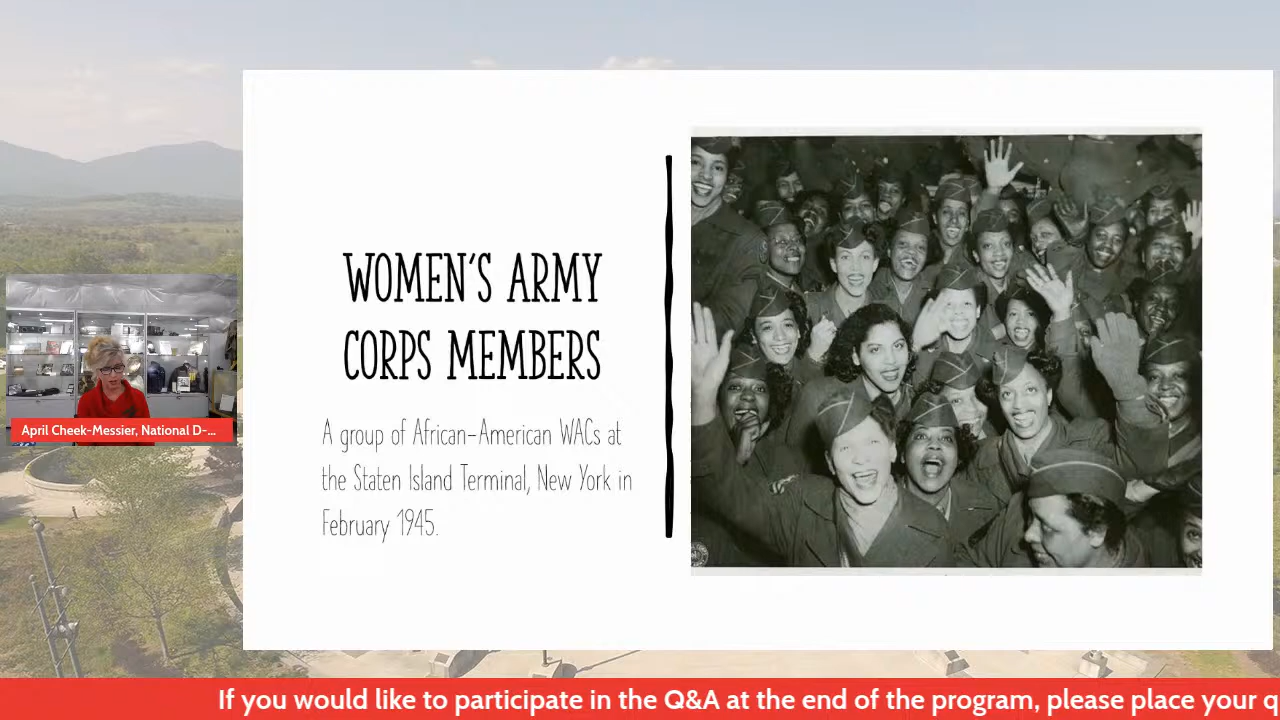 WOMEN'S ARMY
CORPS MEMBERS
A group of African-American WACs at
the Staten Island Terminal, New York in
February 1945.
April Cheek-Messier, National D-...
If you would like to participate in the Q&A at the end of the program, please place your q